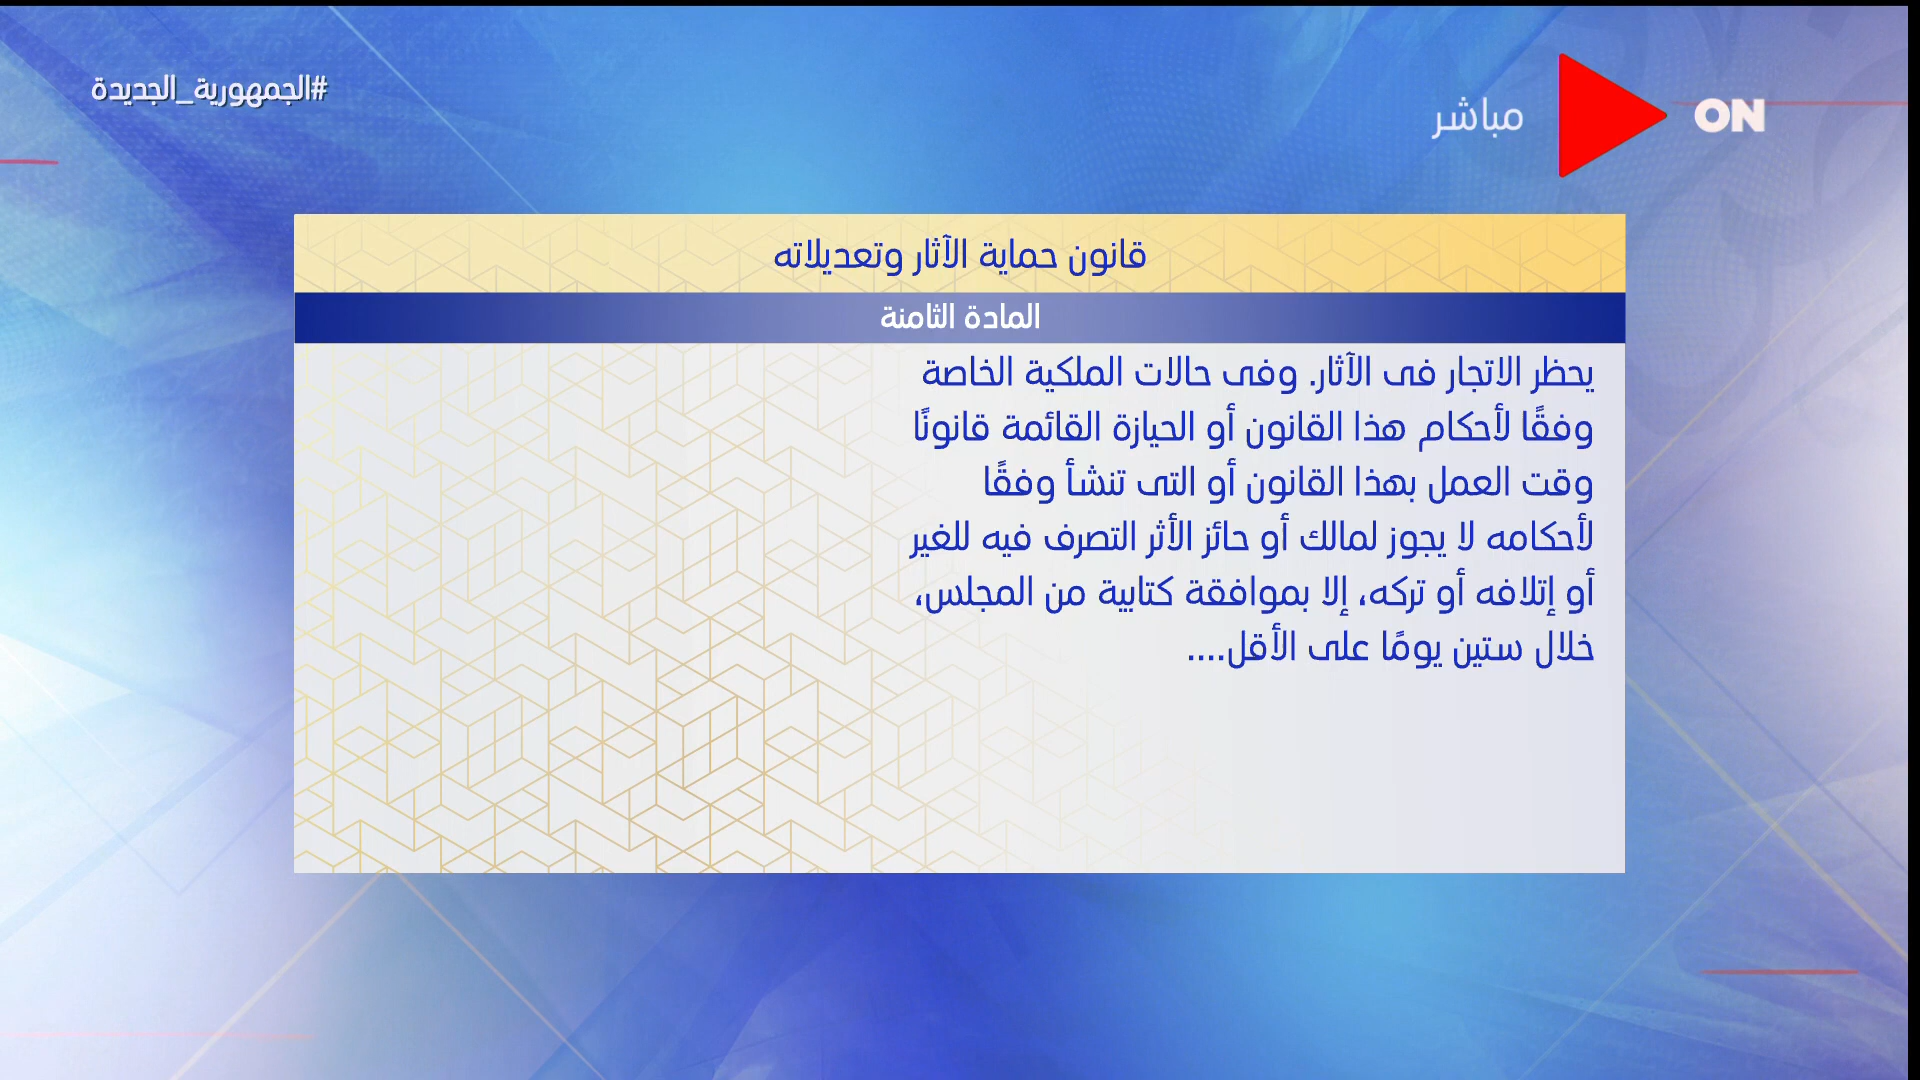 #الجمهورية_الجديدة
مباشر
ON
قانون حماية الآثار وتعديلاته
المادة الثامنة
يحظر الاتجار فى الآثار. وفى حالات الملكية الخاصة
وفقًا لأحكام هذا القانون أو الحيازة القائمة قانونًا
وقت العمل بهذا القانون أو التى تنشأ وفقًا
لأحكامه لا يجوز لمالك أو حائز الأثر التصرف فيه للغير
أو إتلافه أو تركه، إلا بموافقة كتابية من المجلس،
خلال ستين يومًا على الأقل....